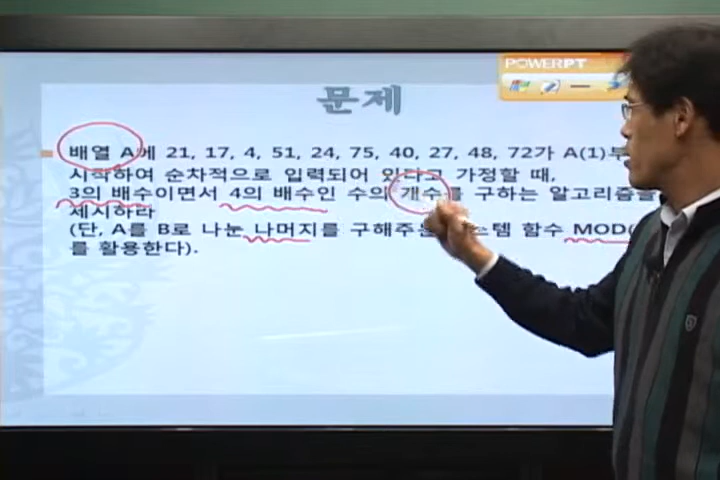 POWERPT
문제
배열 A에 21, 17, 4, 51, 24, 75, 40, 27, 48, 72가 A(1)부
시작하여 순차적으로 입력되어 있다고 가정할 때,
3의 배수이면서 4의 배수인 수의 개수를 구하는 알고리즘을
제시하라
(단, A를 B로 나눈 나머지를 구해주는 함수 MOD(
를 활용한다).